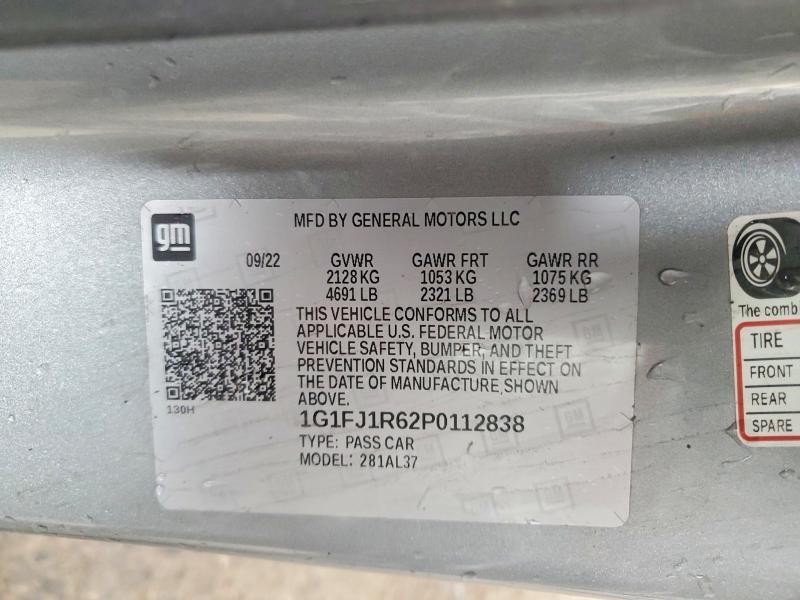 gm
MFD BY GENERAL MOTORS LLC
09/22 GVWR GAWR FRT GAWR RR
2128 KG 1053 KG 1075 KG
4691 LB 2321 LB 2369 LB
THIS VEHICLE CONFORMS TO ALL
APPLICABLE U.S. FEDERAL MOTOR
VEHICLE SAFETY, BUMPER, AND THEFT
PREVENTION STANDARDS IN EFFECT ON
THE DATE OF MANUFACTURE SHOWN
ABOVE.
130H
1G1FJ1R62P0112838
TYPE: PASS CAR
MODEL: 281AL37
The comb
TIRE
FRONT
REAR
SPARE